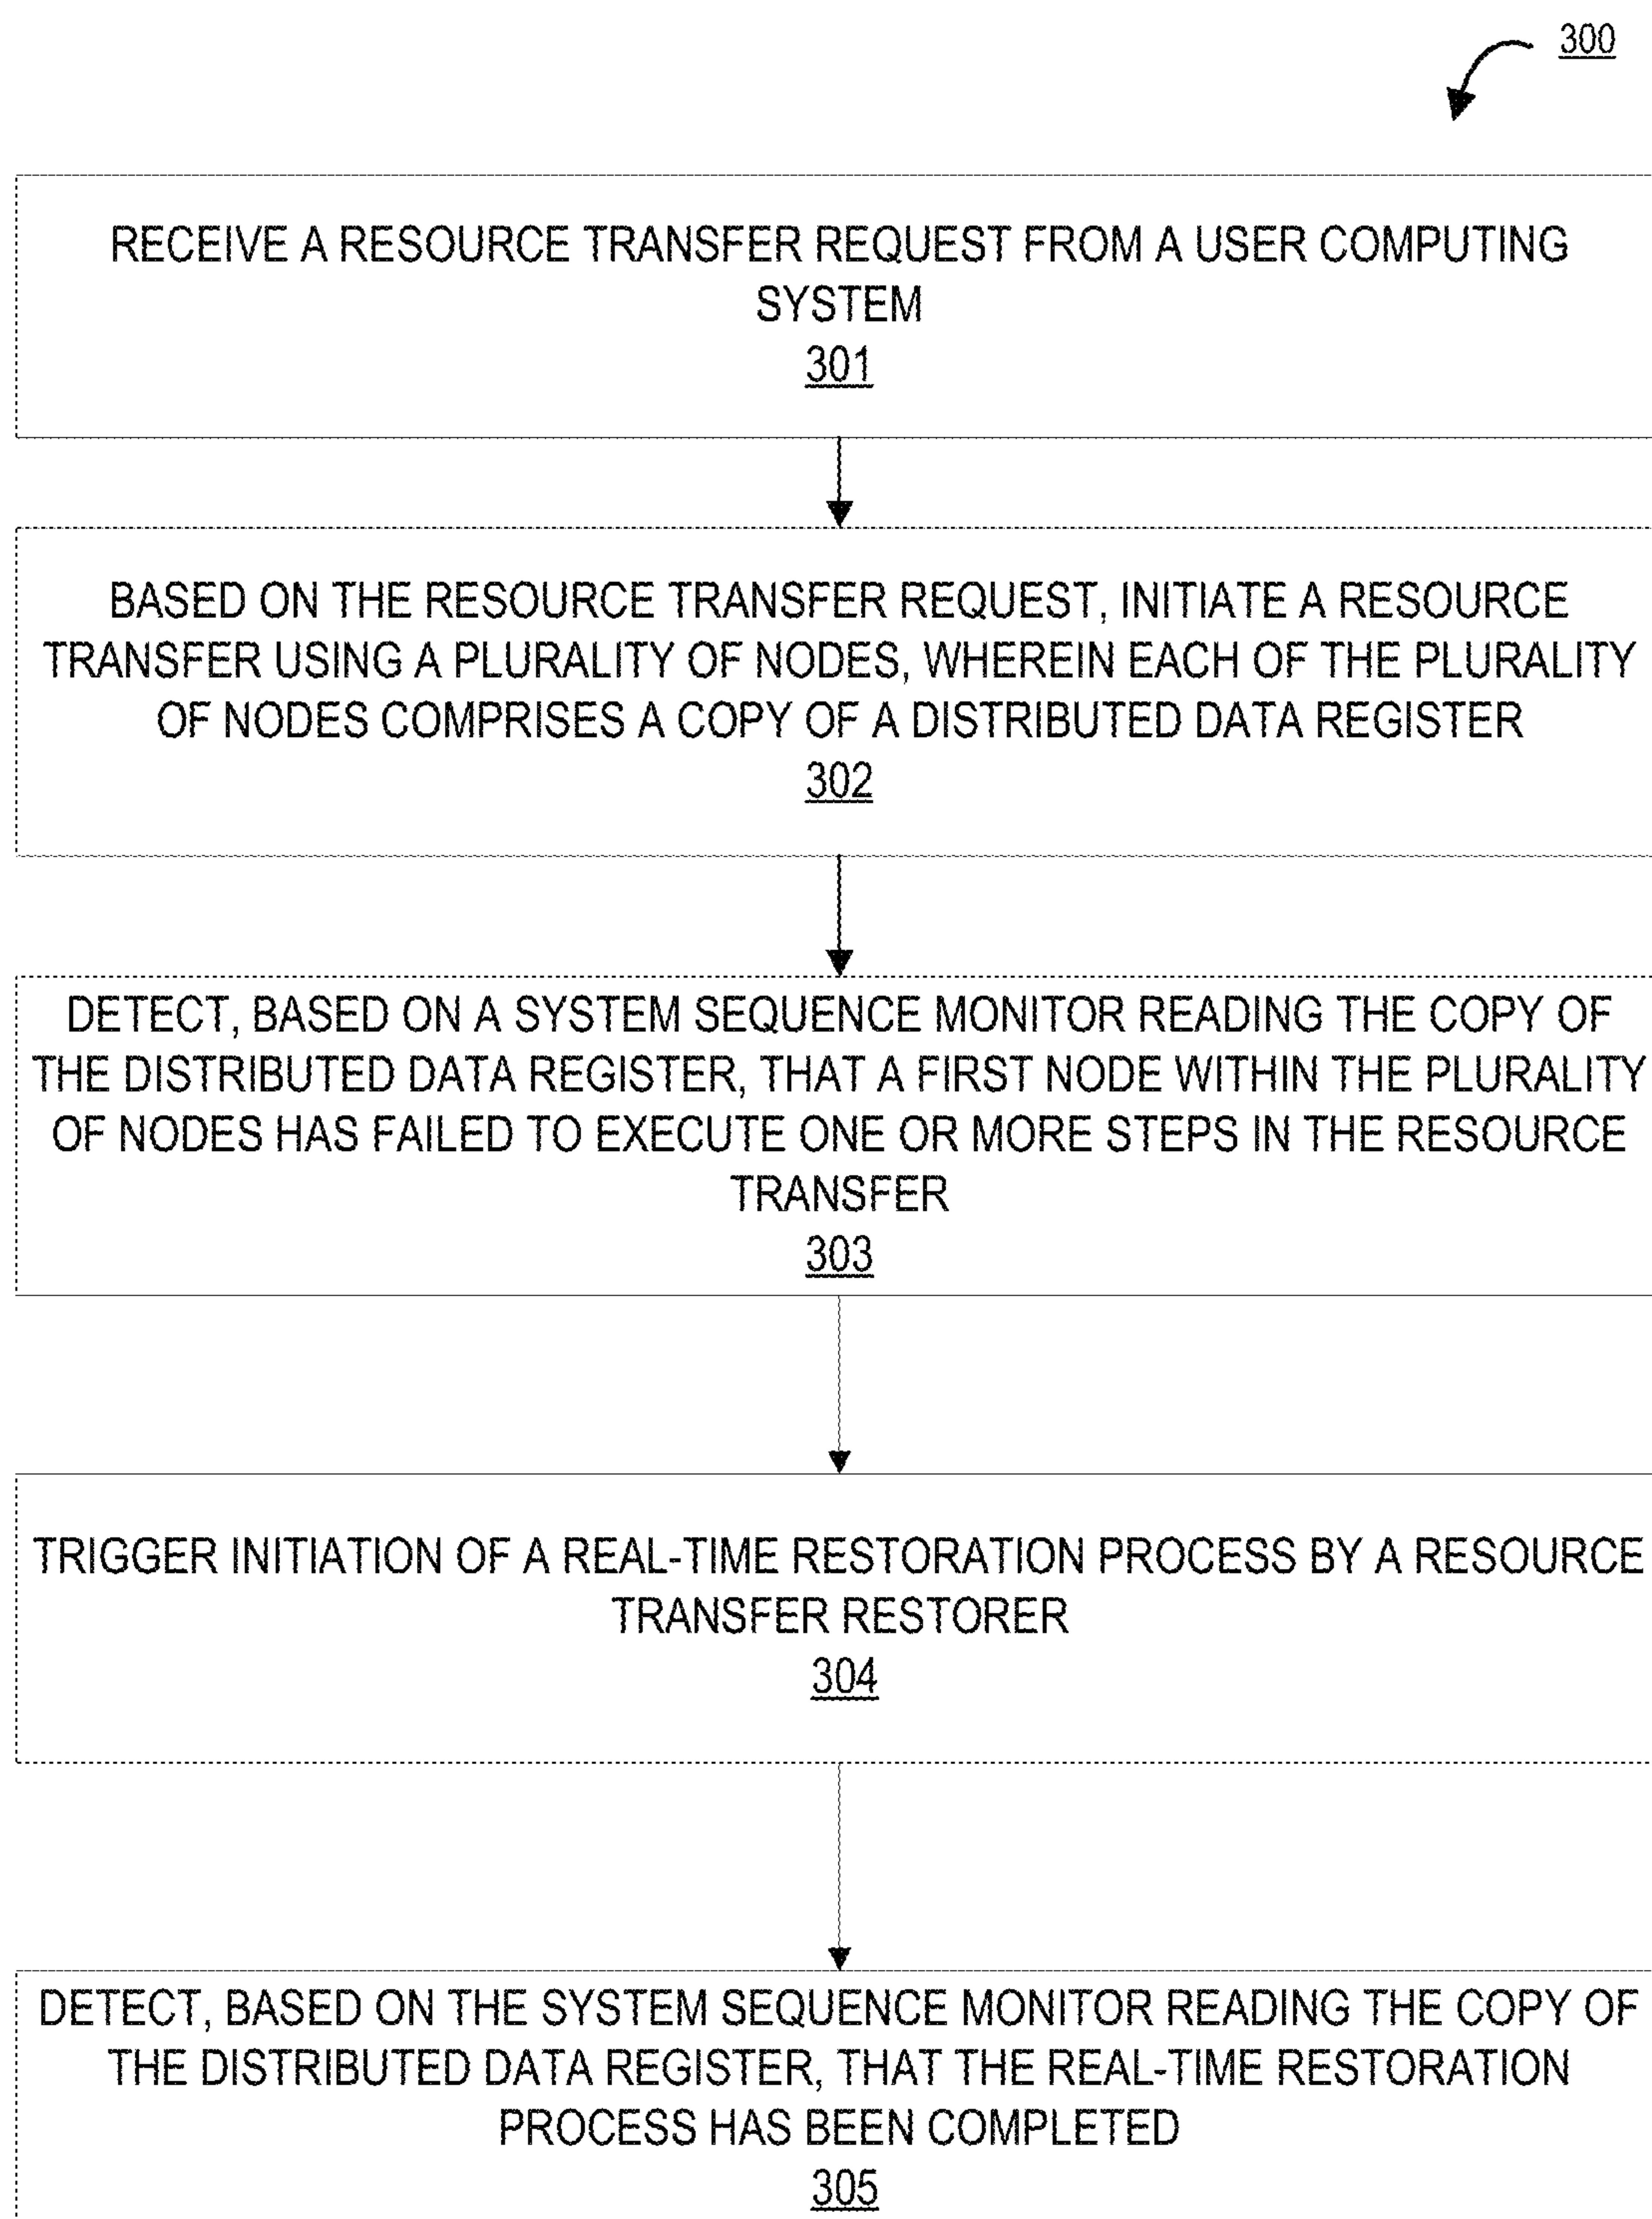 300
RECEIVE A RESOURCE TRANSFER REQUEST FROM A USER COMPUTING
SYSTEM
301
BASED ON THE RESOURCE TRANSFER REQUEST, INITIATE A RESOURCE
TRANSFER USING A PLURALITY OF NODES, WHEREIN EACH OF THE PLURALITY
OF NODES COMPRISES A COPY OF A DISTRIBUTED DATA REGISTER
302
DETECT, BASED ON A SYSTEM SEQUENCE MONITOR READING THE COPY OF
THE DISTRIBUTED DATA REGISTER, THAT A FIRST NODE WITHIN THE PLURALITY
OF NODES HAS FAILED TO EXECUTE ONE OR MORE STEPS IN THE RESOURCE
TRANSFER
303
TRIGGER INITIATION OF A REAL-TIME RESTORATION PROCESS BY A RESOURCE
TRANSFER RESTORER
304
DETECT, BASED ON THE SYSTEM SEQUENCE MONITOR READING THE COPY OF
THE DISTRIBUTED DATA REGISTER, THAT THE REAL-TIME RESTORATION
PROCESS HAS BEEN COMPLETED
305